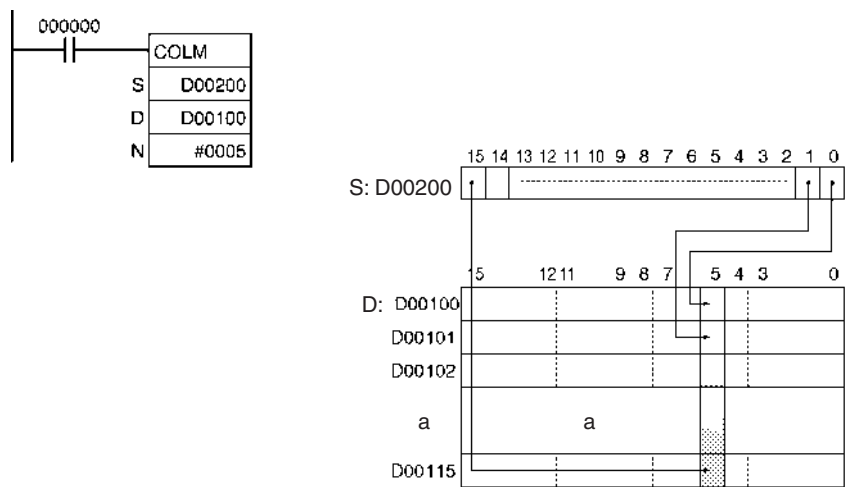 000000
COLM
S D00200
D D00100
N #0005
15 14 13 12 11 10 9 8 7 6 5 4 3 2 1 0
S: D00200
15 12 11 9 8 7 5 4 3 0
D: D00100
D00101
D00102
a a
D00115